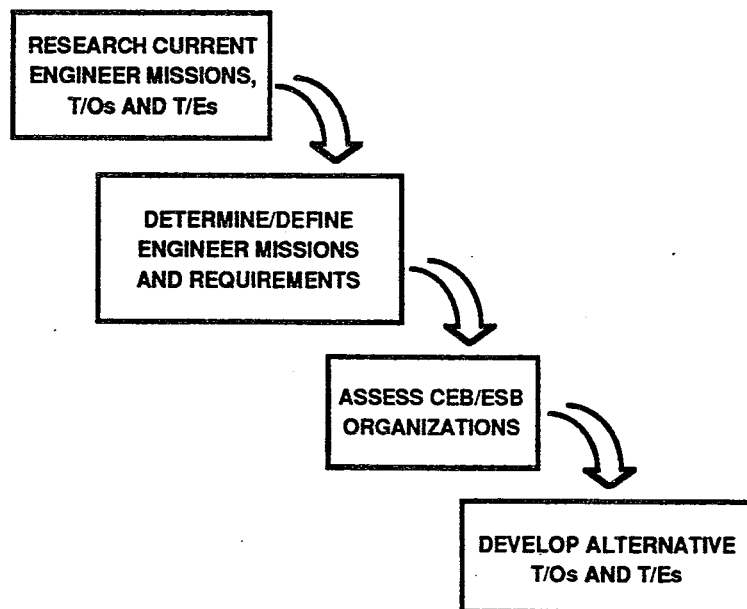 RESEARCH CURRENT
ENGINEER MISSIONS,
T/Os AND T/Es
DETERMINE/DEFINE
ENGINEER MISSIONS
AND REQUIREMENTS
ASSESS CEB/ESB
ORGANIZATIONS
DEVELOP ALTERNATIVE
T/Os AND T/Es